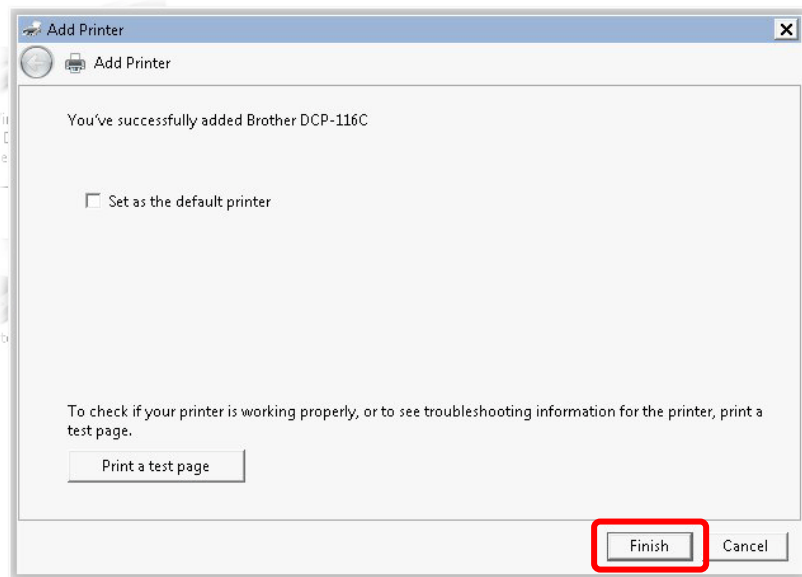 Add Printer
Add Printer
You've successfully added Brother DCP-116C
Set as the default printer
To check if your printer is working properly, or to see troubleshooting information for the printer, print a
test page.
Print a test page
Finish Cancel